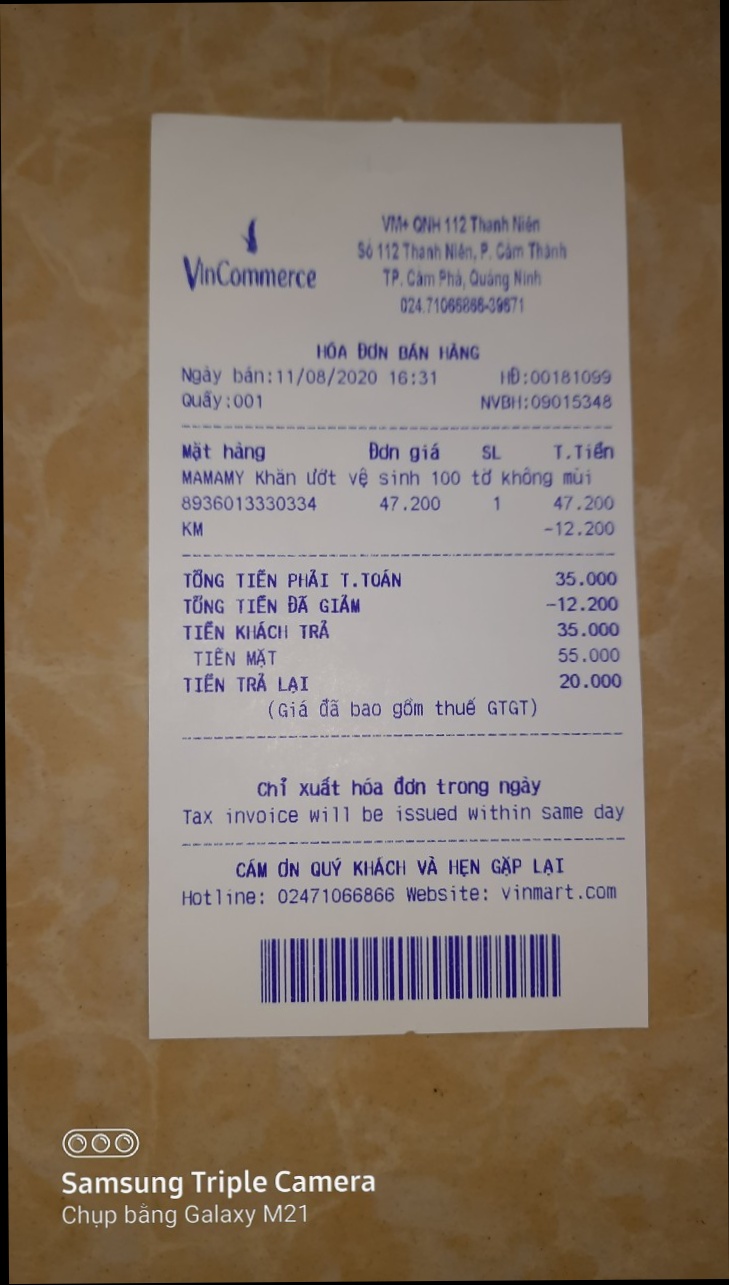 VinCommerce
VM+ QNH 112 Thanh Niên
Số 112 Thanh Niên, P. Cẩm Thành
TP. Cẩm Phả, Quảng Ninh
024.71066866-39671
HÓA ĐƠN BÁN HÀNG
Ngày bán:11/08/2020 16:31 HĐ:00181099
Quầy:001 NVBH:09015348
Mặt hàng Đơn giá SL T.Tiền
MAMAMY Khăn ướt vệ sinh 100 tờ không mùi
8936013330334 47.200 1 47.200
KM -12.200
TỔNG TIỀN PHẢI T.TOÁN 35.000
TỔNG TIỀN ĐÃ GIẢM -12.200
TIỀN KHÁCH TRẢ 35.000
TIỀN MẶT 55.000
TIỀN TRẢ LẠI 20.000
(Giá đã bao gồm thuế GTGT)
Chỉ xuất hóa đơn trong ngày
Tax invoice will be issued within same day
CÁM ƠN QUÝ KHÁCH VÀ HẸN GẶP LẠI
Hotline: 02471066866 Website: vinmart.com
Samsung Triple Camera
Chụp bằng Galaxy M21